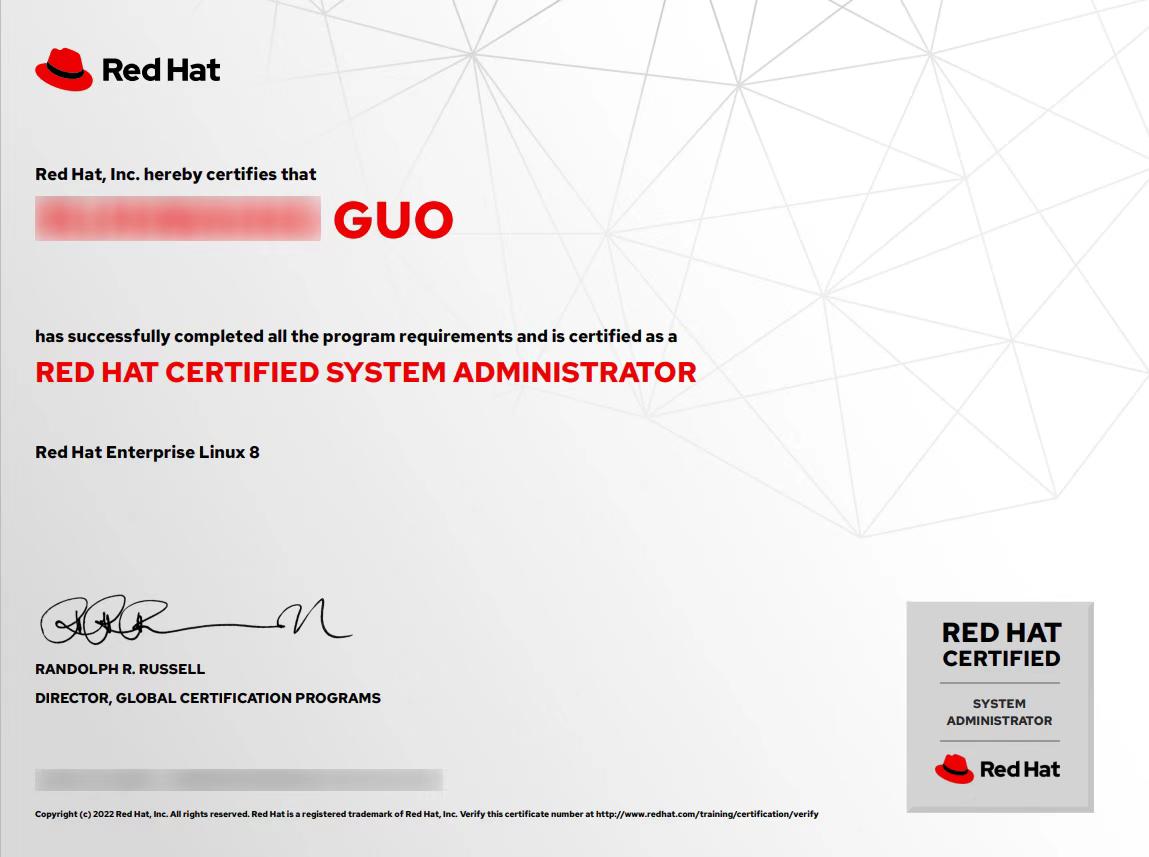 Red Hat
Red Hat, Inc. hereby certifies that
GUO
has successfully completed all the program requirements and is certified as a
RED HAT CERTIFIED SYSTEM ADMINISTRATOR
Red Hat Enterprise Linux 8
RANDOLPH R. RUSSELL
DIRECTOR, GLOBAL CERTIFICATION PROGRAMS
Copyright (c) 2022 Red Hat, Inc. All rights reserved. Red Hat is a registered trademark of Red Hat, Inc. Verify this certificate number at http://www.redhat.com/training/certification/verify
RED HAT
CERTIFIED
SYSTEM
ADMINISTRATOR
Red Hat